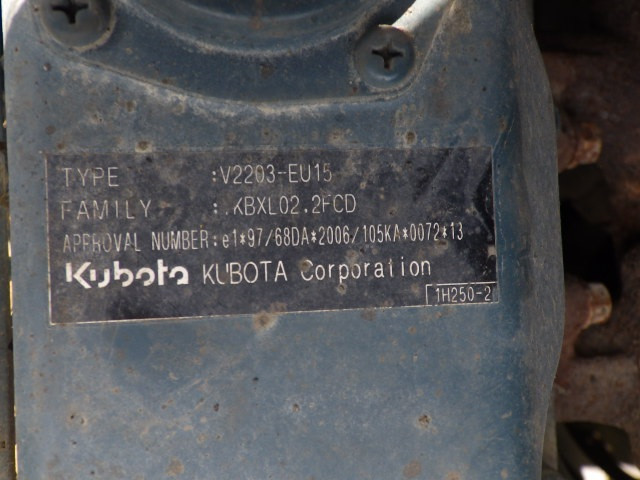 TYPE :V2203-EU15
FAMILY : KBXL02.2FCD
APPROVAL NUMBER:e1*97/68DA*2006/105KA*0072*13
Kubota KUBOTA Corporation
1H250-2